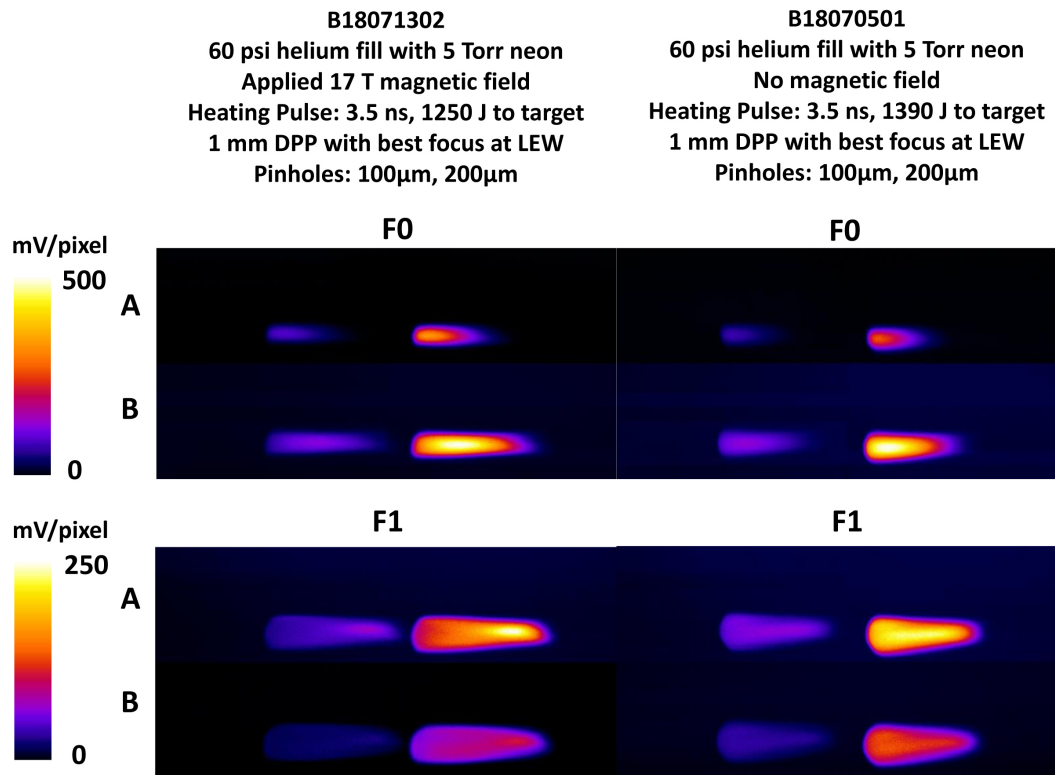 B18071302
60 psi helium fill with 5 Torr neon
Applied 17 T magnetic field
Heating Pulse: 3.5 ns, 1250 J to target
1 mm DPP with best focus at LEW
Pinholes: 100µm, 200µm
B18070501
60 psi helium fill with 5 Torr neon
No magnetic field
Heating Pulse: 3.5 ns, 1390 J to target
1 mm DPP with best focus at LEW
Pinholes: 100µm, 200µm
F0
F0
mV/pixel
500
A
B
0
F1
F1
mV/pixel
250
A
B
0